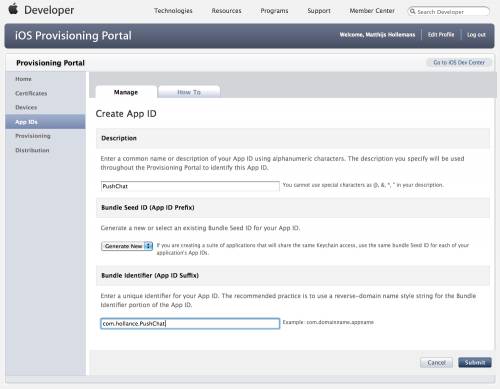 Developer
Technologies Resources Programs Support Member Center Search Developer
iOS Provisioning Portal
Welcome, Matthijs Hollemans Edit Profile Log out
Provisioning Portal
Go to iOS Dev Center
Home
Certificates
Devices
App IDs
Provisioning
Distribution
Manage How To
Create App ID
Description
Enter a common name or description of your App ID using alphanumeric characters. The description you specify will be used
throughout the Provisioning Portal to identify this App ID.
PushChat
You cannot use special characters as @, &, *, " in your description.
Bundle Seed ID (App ID Prefix)
Generate a new or select an existing Bundle Seed ID for your App ID.
Generate New
If you are creating a suite of applications that will share the same Keychain access, use the same bundle Seed ID for each of your
application's App IDs.
Bundle Identifier (App ID Suffix)
Enter a unique identifier for your App ID. The recommended practice is to use a reverse-domain name style string for the Bundle
Identifier portion of the App ID.
com.hollance.PushChat
Example: com.domainname.appname
Cancel Submit